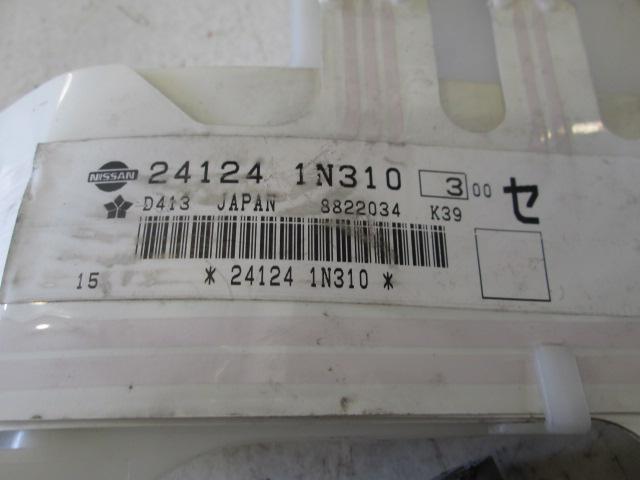 NISSAN 24124 1N310 3 00 セ
D413 JAPAN 8822034 K39
15 * 24124 1N310 *